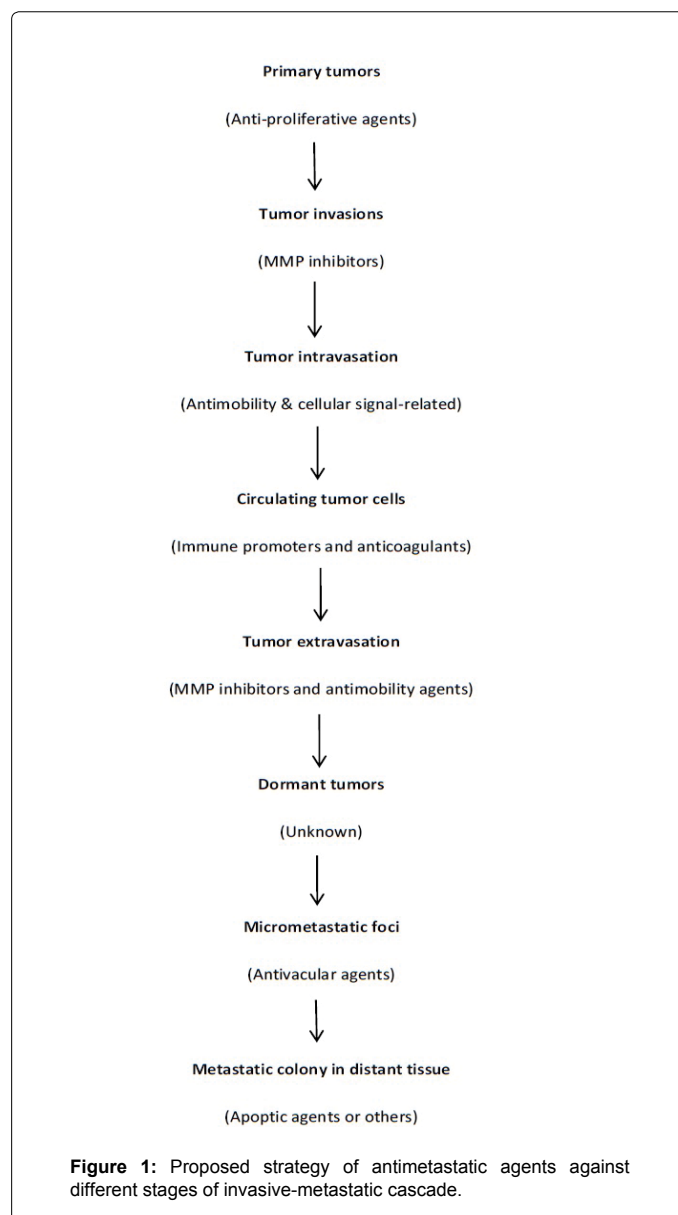 Primary tumors
(Anti-proliferative agents)
Tumor invasions
(MMP inhibitors)
Tumor intravasation
(Antimobility & cellular signal-related)
Circulating tumor cells
(Immune promoters and anticoagulants)
Tumor extravasation
(MMP inhibitors and antimobility agents)
Dormant tumors
(Unknown)
Micrometastatic foci
(Antivacular agents)
Metastatic colony in distant tissue
(Apoptic agents or others)
Figure 1: Proposed strategy of antimetastatic agents against
different stages of invasive-metastatic cascade.